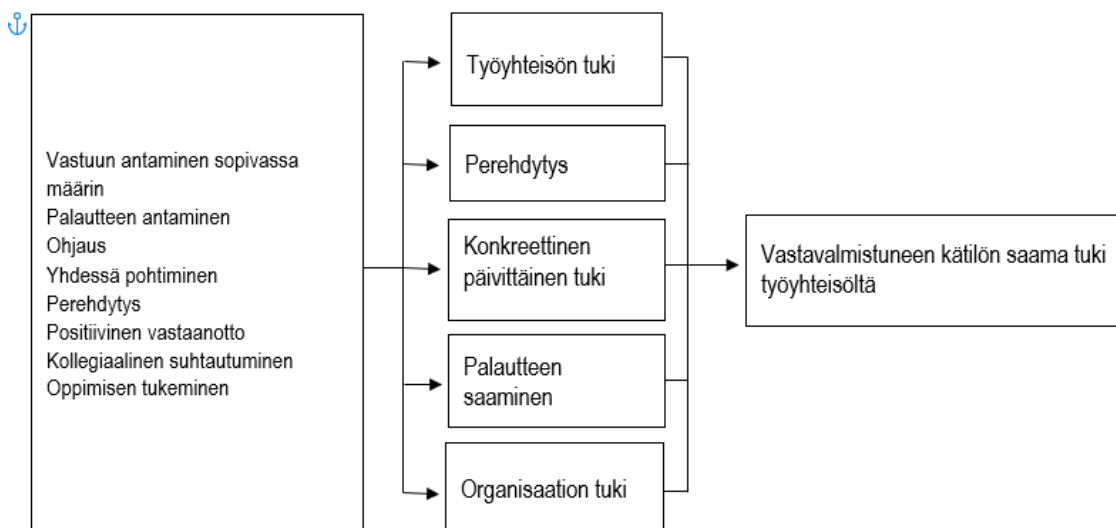 Vastuun antaminen sopivassa
määrin
Palautteen antaminen
Ohjaus
Yhdessä pohtiminen
Perehdytys
Positiivinen vastaanotto
Kollegiaalinen suhtautuminen
Oppimisen tukeminen
Työyhteisön tuki
Perehdytys
Konkreettinen
päivittäinen tuki
Palautteen
saaminen
Organisaation tuki
Vastavalmistuneen kätilön saama tuki
työyhteisöltä